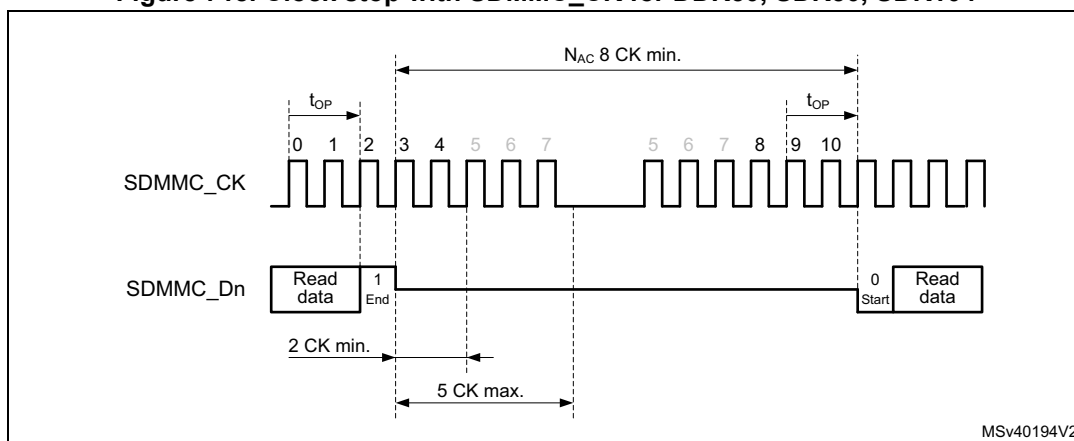 Figure Clock stop with SDMMC_CK for DDR50, SDR50, SDR104
NAC 8 CK min.
tOP tOP
0 1 2 3 4 5 6 7 5 6 7 8 9 10
SDMMC_CK
SDMMC_Dn
Read data
1 End
0 Start
Read data
2 CK min.
5 CK max.
MSv40194V2